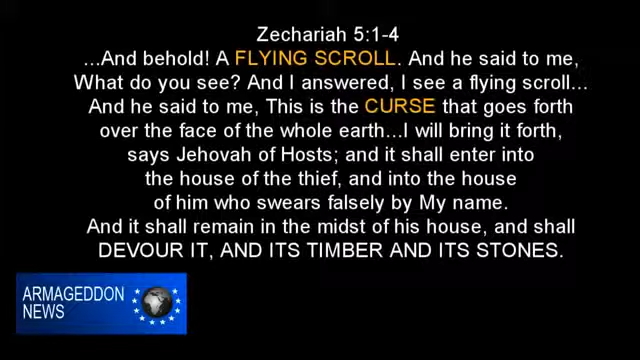 Zechariah 5:1-4
...And behold! A FLYING SCROLL. And he said to me,
What do you see? And I answered, I see a flying scroll...
And he said to me, This is the CURSE that goes forth
over the face of the whole earth...I will bring it forth,
says Jehovah of Hosts; and it shall enter into
the house of the thief, and into the house
of him who swears falsely by My name.
And it shall remain in the midst of his house, and shall
DEVOUR IT, AND ITS TIMBER AND ITS STONES.
ARMAGEDDON
NEWS